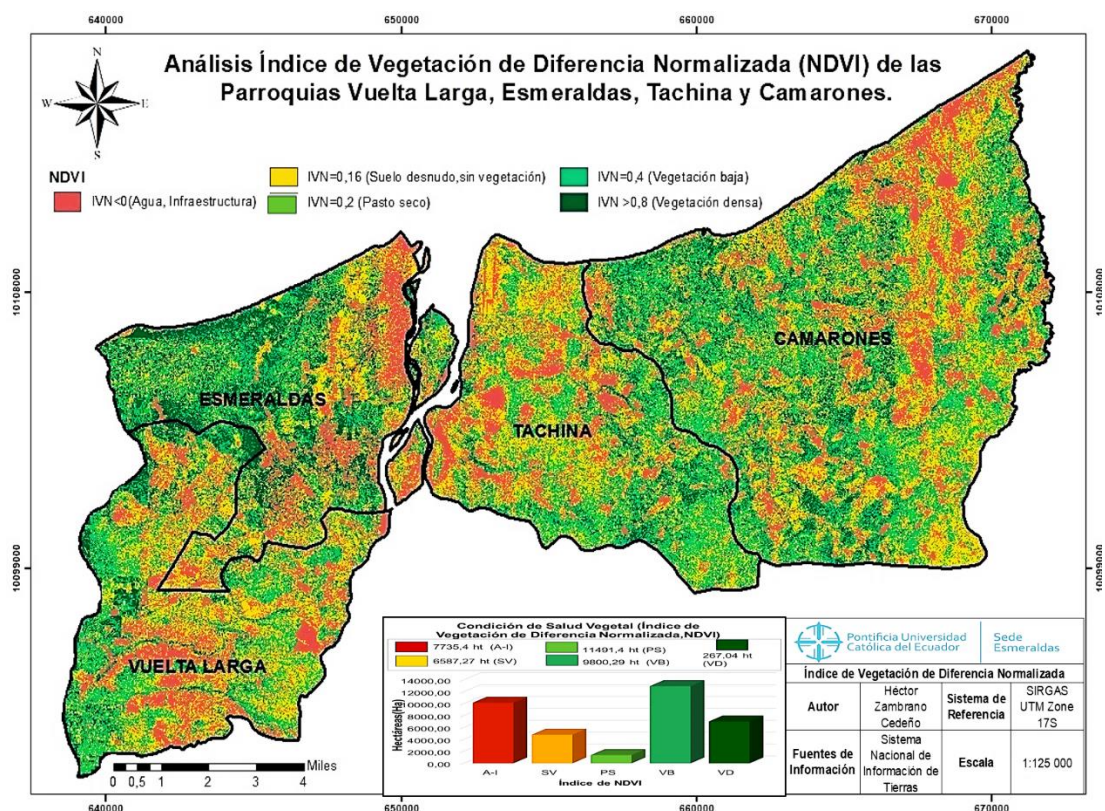 640000 650000 660000 670000
Análisis Índice de Vegetación de Diferencia Normalizada (NDVI) de las
Parroquias Vuelta Larga, Esmeraldas, Tachina y Camarones.
N
W E
S
NDVI
IVN<0(Agua, Infraestructura)
IVN=0,16 (Suelo desnudo,sin vegetación)
IVN=0,2 (Pasto seco)
IVN=0,4 (Vegetación baja)
IVN >0,8 (Vegetación densa)
10108000 10108000
CAMARONES
ESMERALDAS
TACHINA
10099000 10099000
VUELTA LARGA
Miles
0 0,5 1 2 3 4
Condición de Salud Vegetal (Índice de
Vegetación de Diferencia Normalizada,NDVI)
7735,4 ht (A-I)
11491,4 ht (PS)
267,04 ht
(VD)
6587,27 ht (SV)
9800,29 ht (VB)
Hectáreas(Ha)
14000,00
12000,00
10000,00
8000,00
6000,00
4000,00
2000,00
0,00
A-I SV PS VB VD
Índice de NDVI
Pontificia Universidad
Católica del Ecuador
Sede
Esmeraldas
Índice de Vegetación de Diferencia Normalizada
Autor
Héctor
Zambrano
Cedeño
Sistema de
Referencia
SIRGAS
UTM Zone
17S
Fuentes de
Información
Sistema
Nacional de
Información de
Tierras
Escala
1:125 000
640000 650000 660000 670000